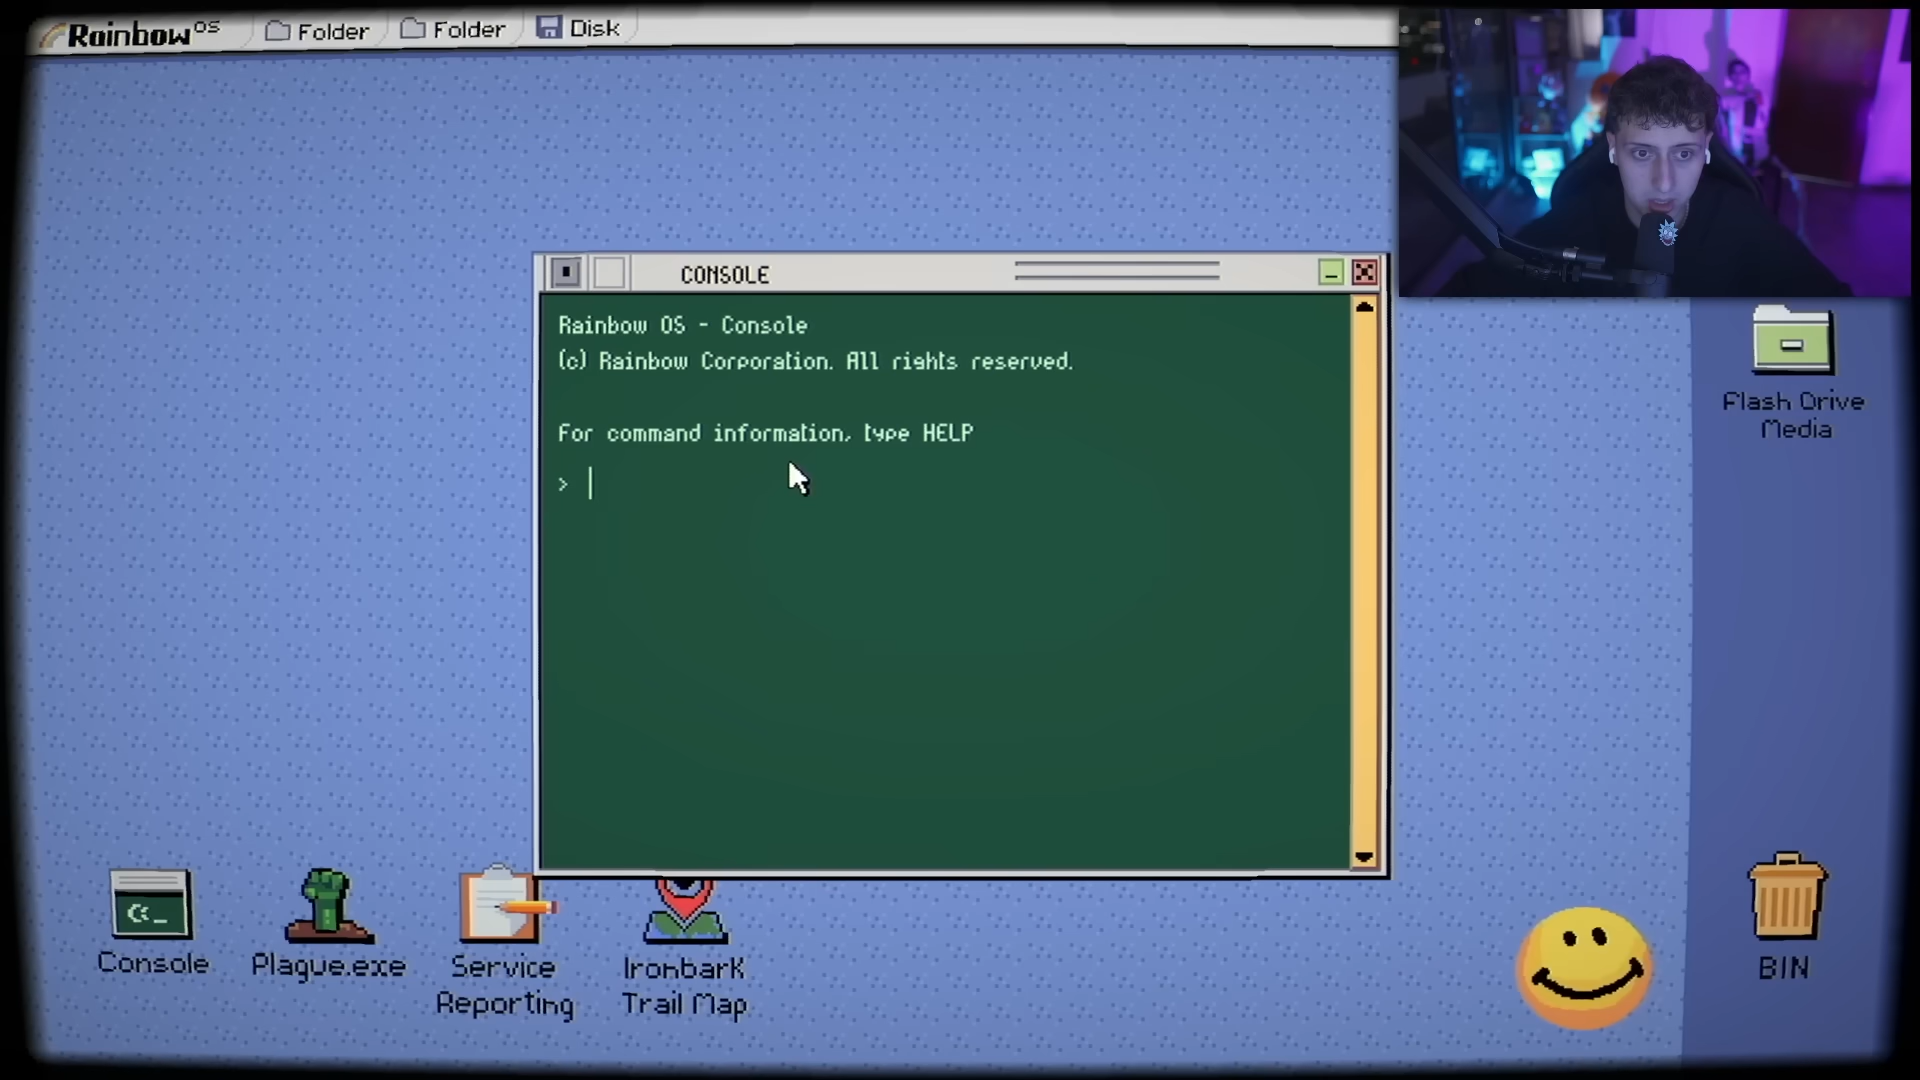 Rainbow OS
Folder
Folder
Disk
CONSOLE
Rainbow OS - Console
(c) Rainbow Corporation. All rights reserved.
For command information, type HELP
>
Flash Drive
Media
Console
Plague.exe
Service
Reporting
Ironbark
Trail Map
BIN